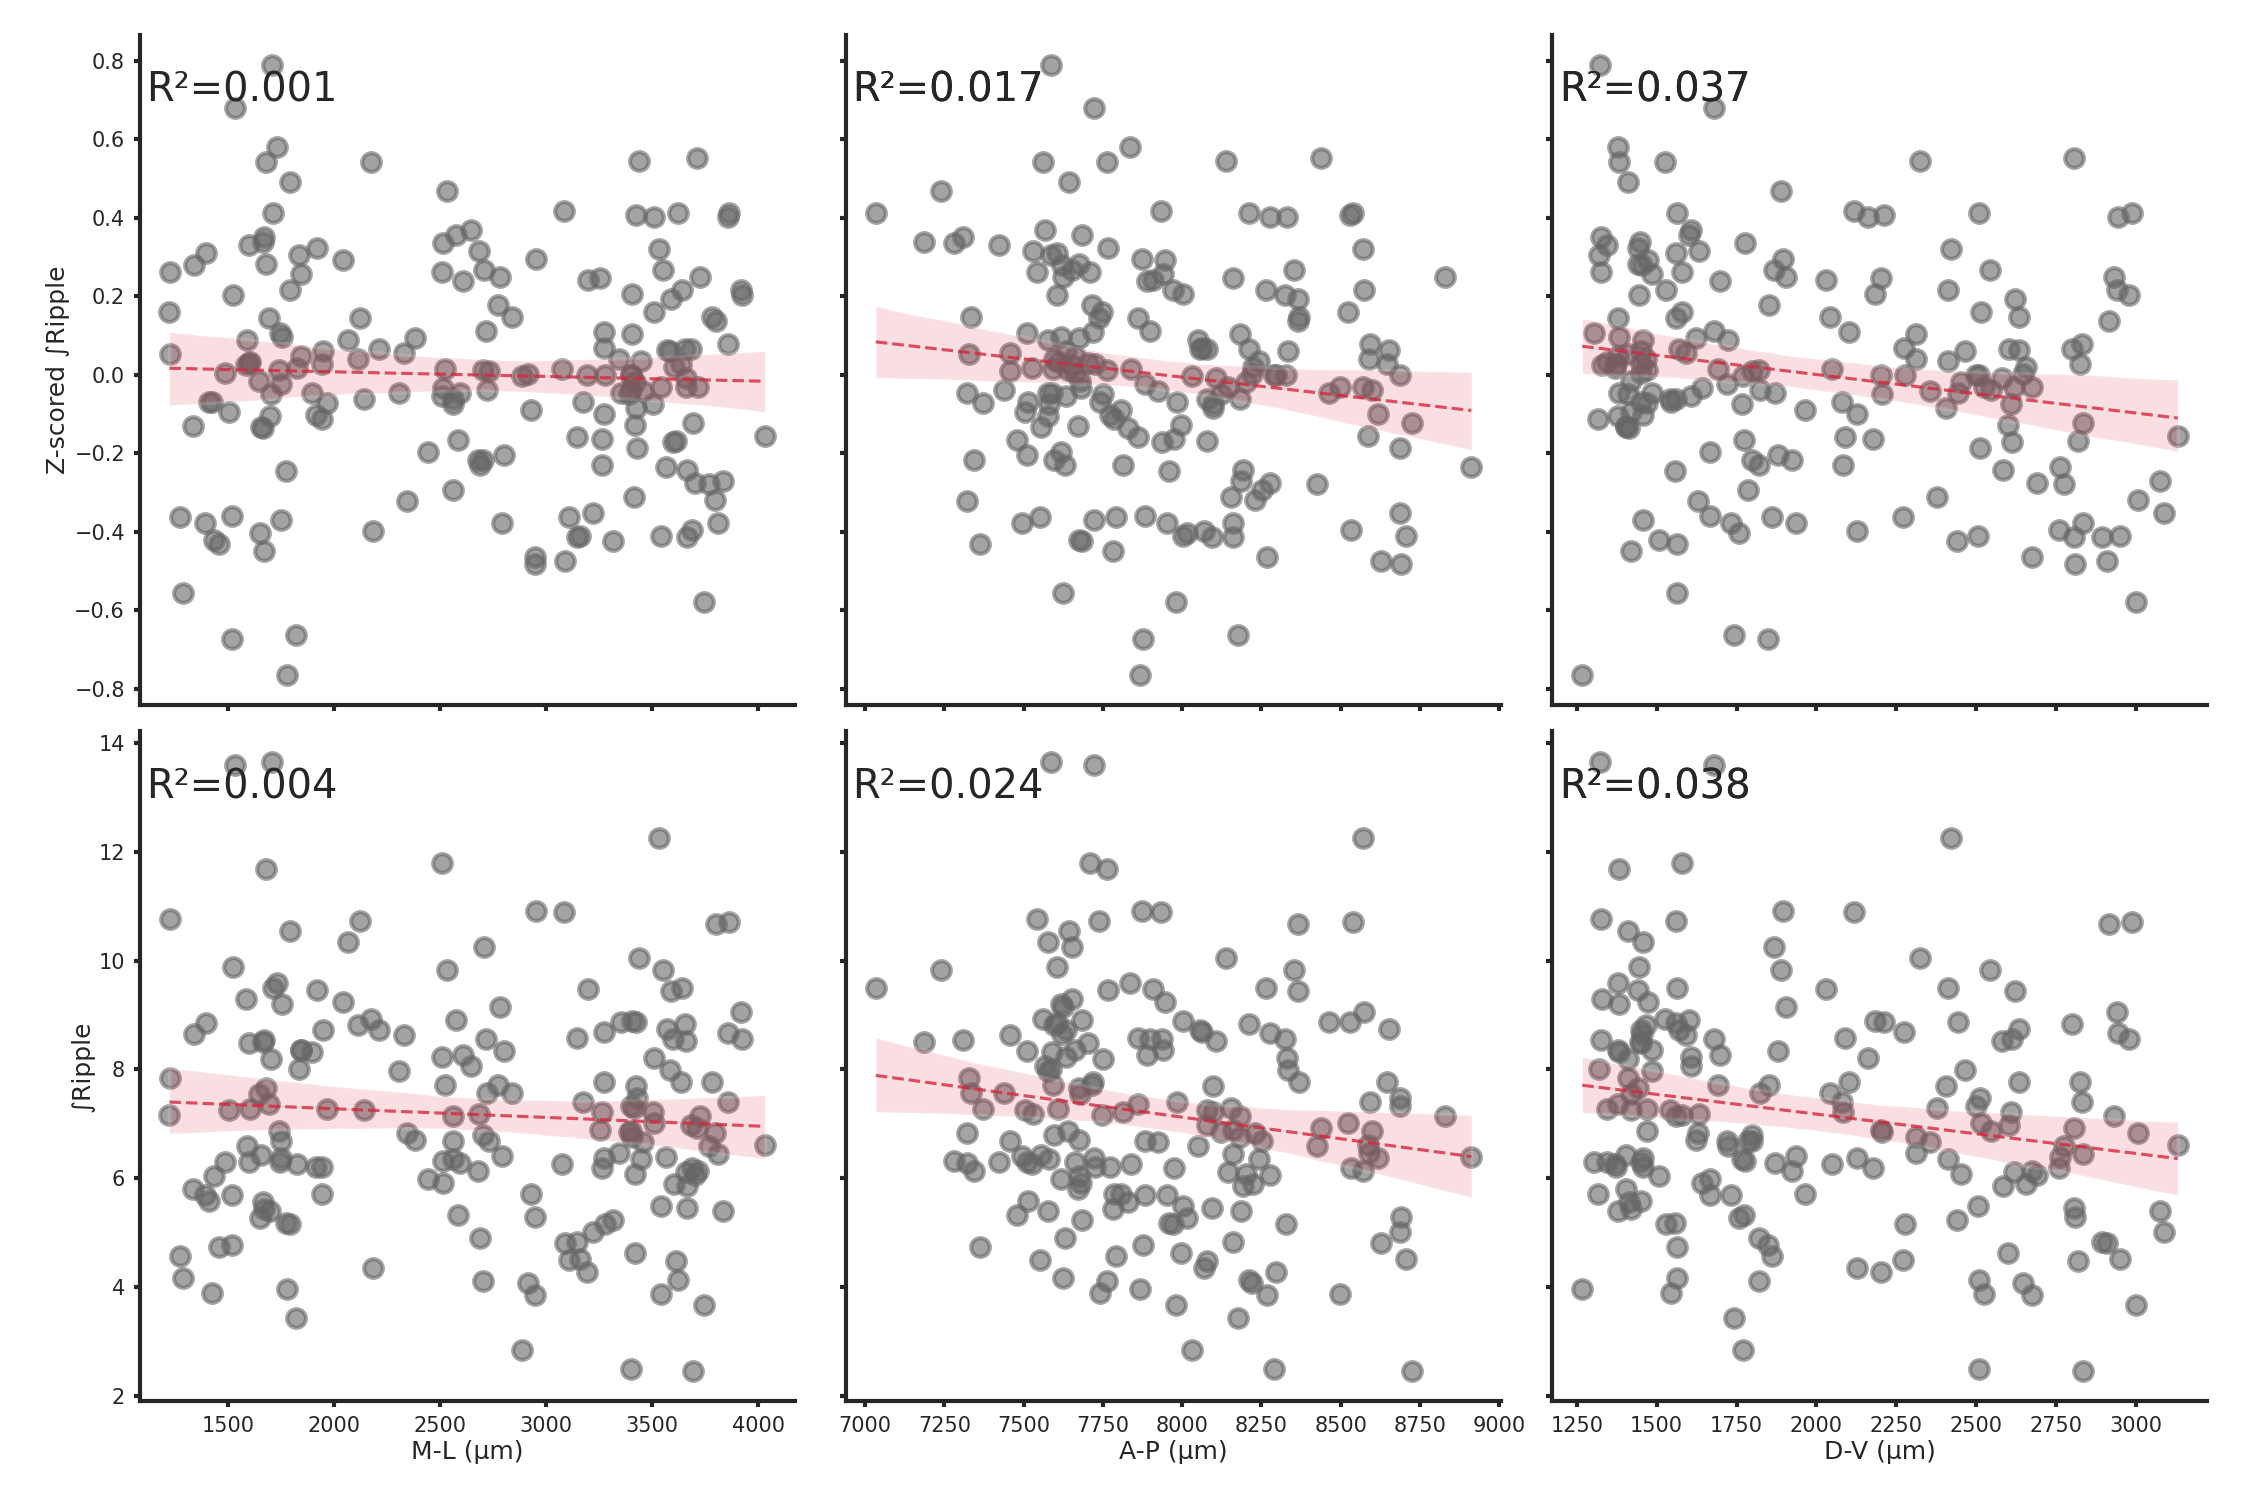 R²=0.001
R²=0.017
R²=0.037
0.8
0.6
0.4
0.2
0.0
−0.2
−0.4
−0.6
−0.8
Z-scored ∫Ripple
R²=0.004
R²=0.024
R²=0.038
14
12
10
8
6
4
2
∫Ripple
1500 2000 2500 3000 3500 4000
M-L (μm)
7000 7250 7500 7750 8000 8250 8500 8750 9000
A-P (μm)
1250 1500 1750 2000 2250 2500 2750 3000
D-V (μm)